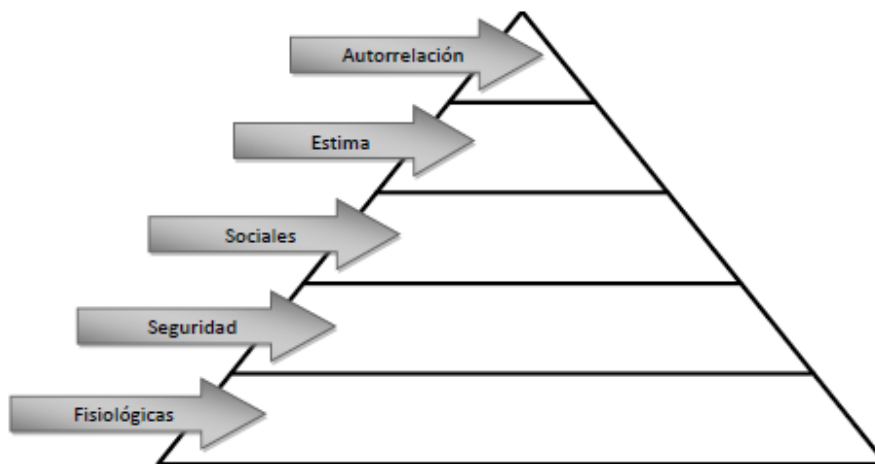 Autorrelación
Estima
Sociales
Seguridad
Fisiológicas